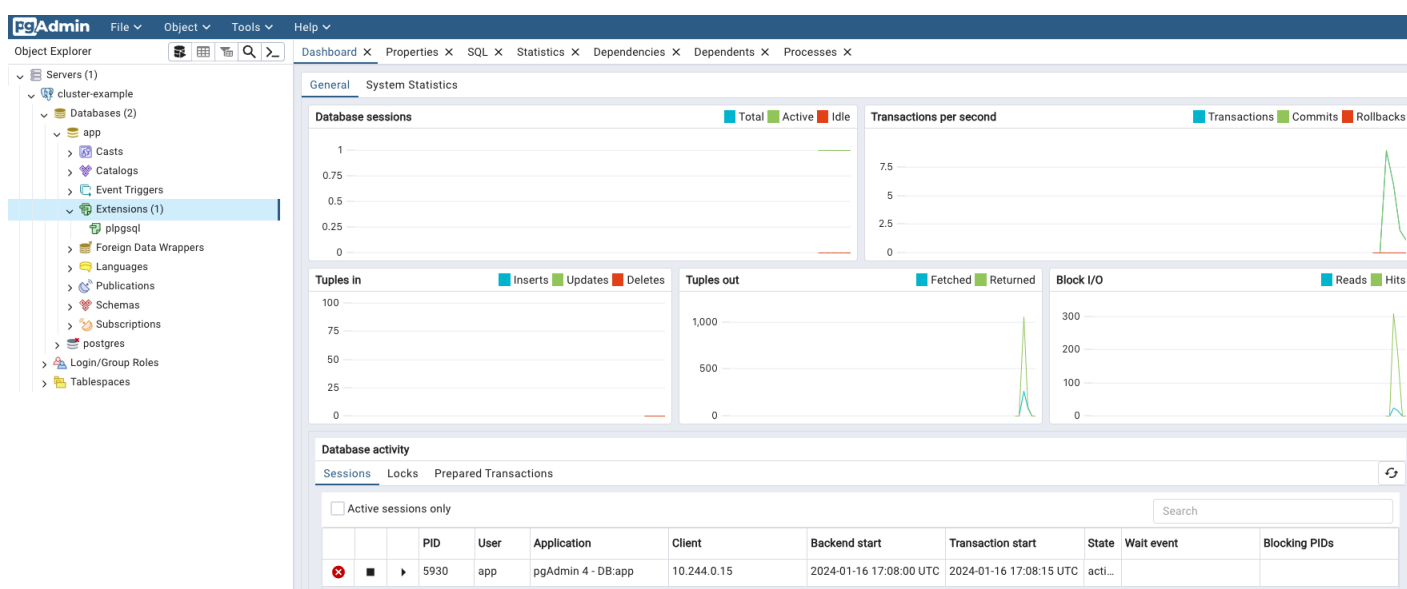 pgAdmin File Object Tools Help
Object Explorer
Dashboard Properties SQL Statistics Dependencies Dependents Processes
Servers (1)
cluster-example
Databases (2)
app
Casts
Catalogs
Event Triggers
Extensions (1)
plpgsql
Foreign Data Wrappers
Languages
Publications
Schemas
Subscriptions
postgres
Login/Group Roles
Tablespaces
General System Statistics
Database sessions Total Active Idle
1
0.75
0.5
0.25
0
Transactions per second Transactions Commits Rollbacks
7.5
5
2.5
0
Tuples in Inserts Updates Deletes
100
75
50
25
0
Tuples out Fetched Returned
1,000
500
0
Block I/O Reads Hits
300
200
100
0
Database activity
Sessions Locks Prepared Transactions
Active sessions only Search
PID User Application Client Backend start Transaction start State Wait event Blocking PIDs
5930 app pgAdmin 4 - DB:app 10.244.0.15 2024-01-16 17:08:00 UTC 2024-01-16 17:08:15 UTC acti...